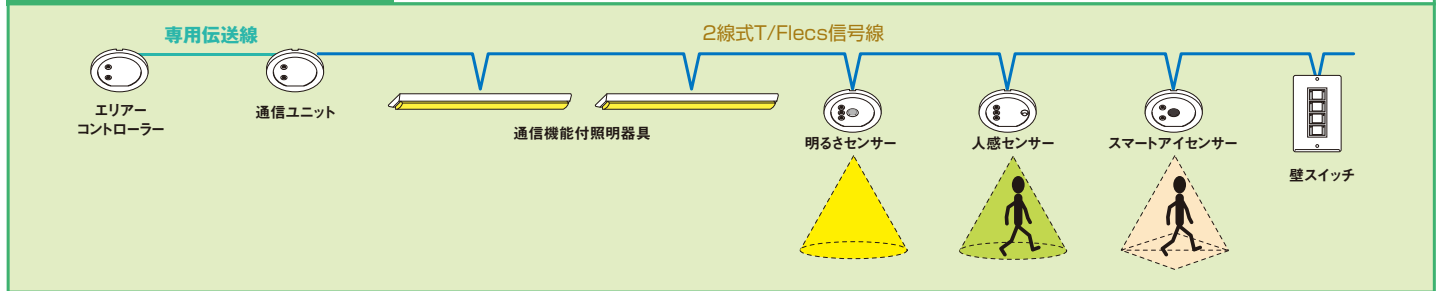 専用伝送線
2線式T/Flecs信号線
エリアー
コントローラー
通信ユニット
通信機能付照明器具
明るさセンサー
人感センサー
スマートアイセンサー
壁スイッチ